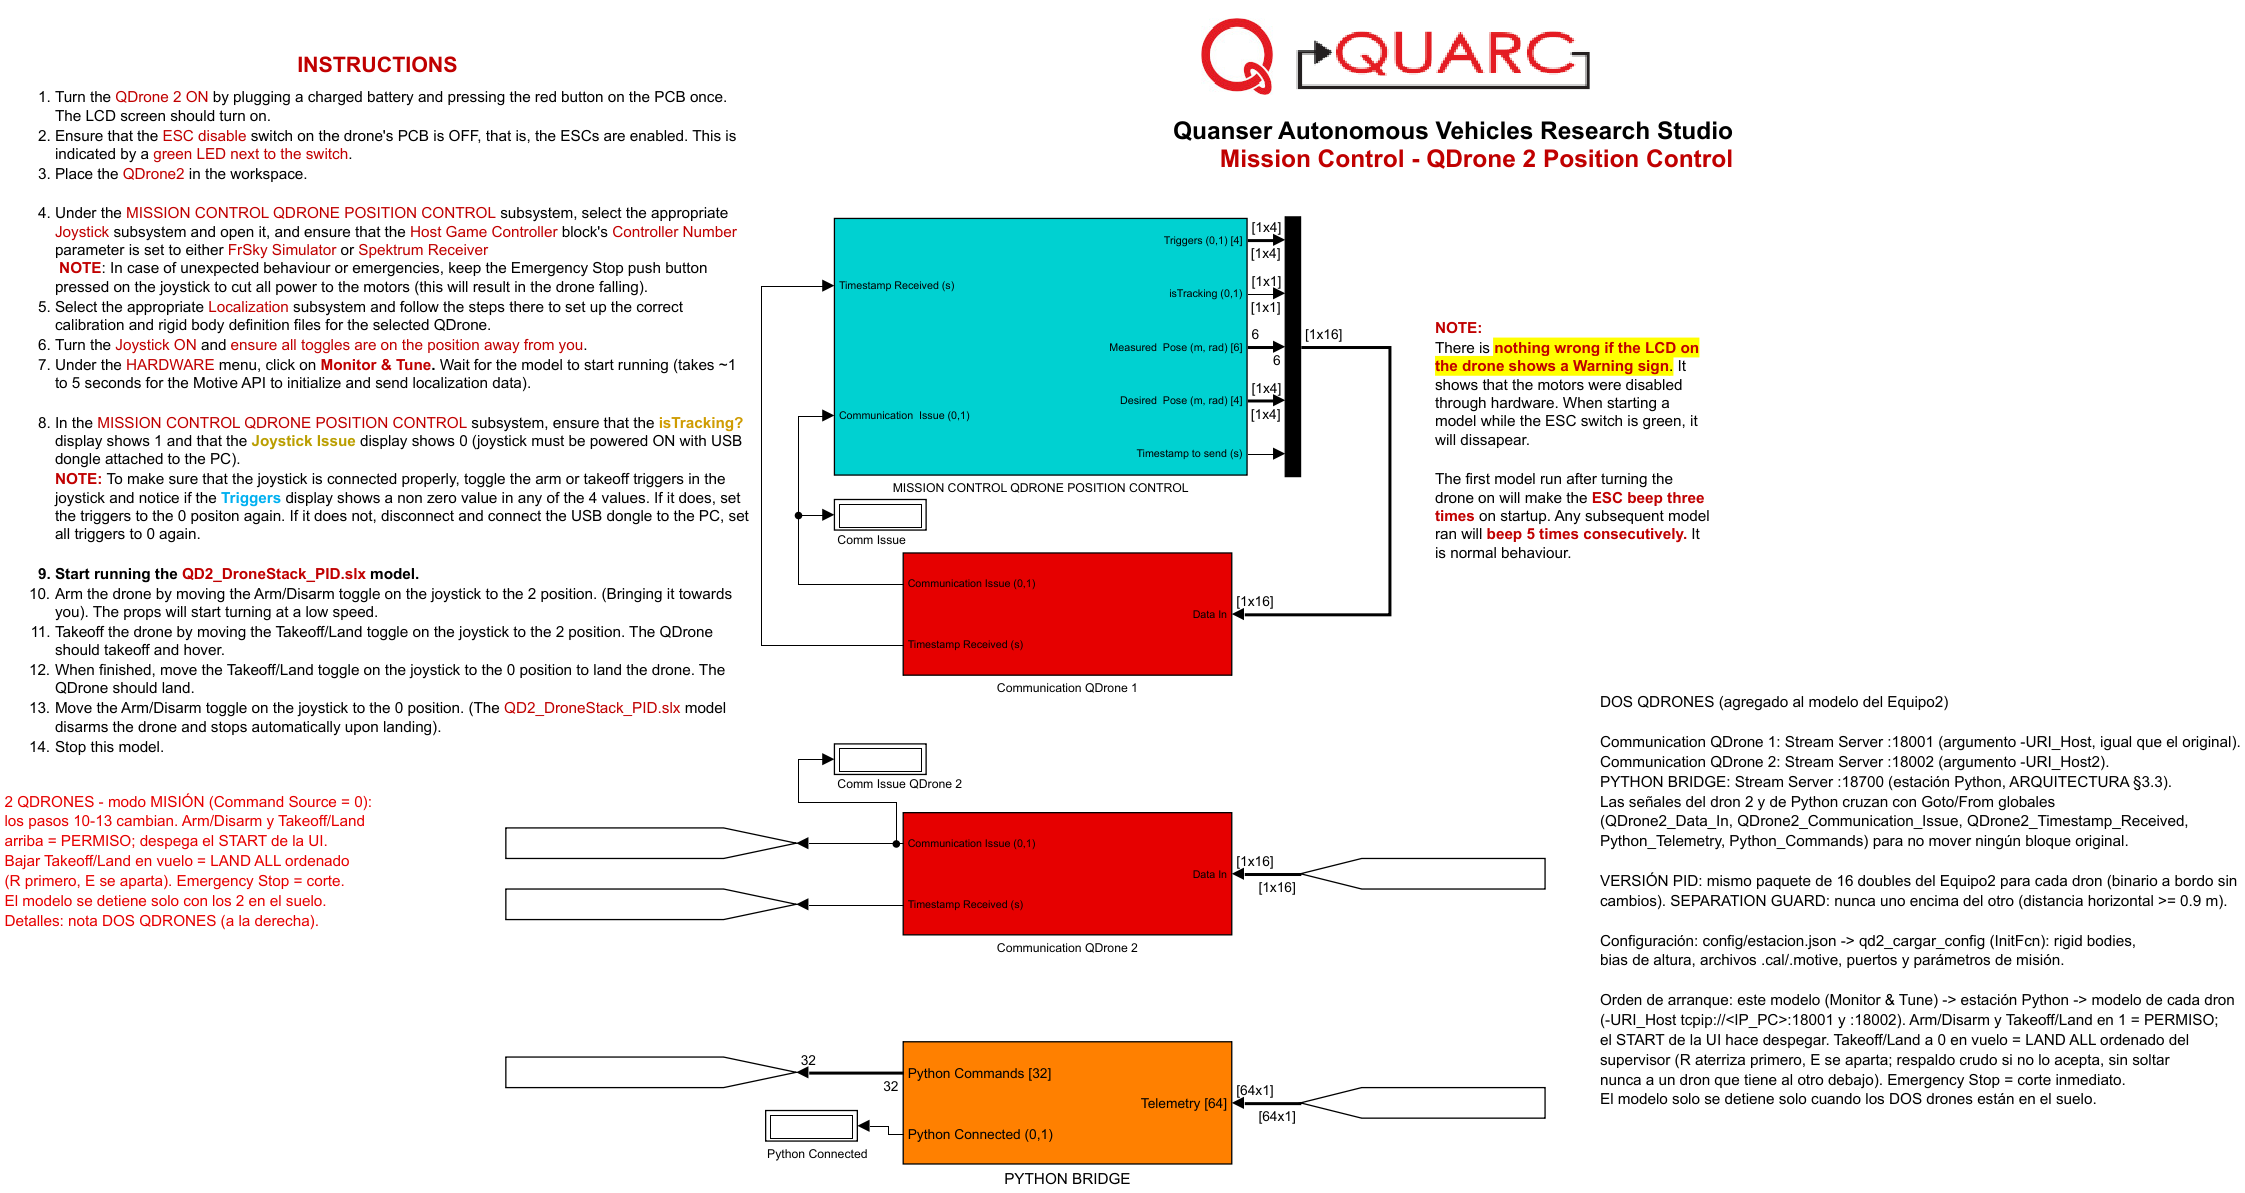 INSTRUCTIONS
1. Turn the QDrone 2 ON by plugging a charged battery and pressing the red button on the PCB once.
The LCD screen should turn on.
2. Ensure that the ESC disable switch on the drone's PCB is OFF, that is, the ESCs are enabled. This is
indicated by a green LED next to the switch.
3. Place the QDrone2 in the workspace.
4. Under the MISSION CONTROL QDRONE POSITION CONTROL subsystem, select the appropriate
Joystick subsystem and open it, and ensure that the Host Game Controller block's Controller Number
parameter is set to either FrSky Simulator or Spektrum Receiver
NOTE: In case of unexpected behaviour or emergencies, keep the Emergency Stop push button
pressed on the joystick to cut all power to the motors (this will result in the drone falling).
5. Select the appropriate Localization subsystem and follow the steps there to set up the correct
calibration and rigid body definition files for the selected QDrone.
6. Turn the Joystick ON and ensure all toggles are on the position away from you.
7. Under the HARDWARE menu, click on Monitor & Tune. Wait for the model to start running (takes ~1
to 5 seconds for the Motive API to initialize and send localization data).
8. In the MISSION CONTROL QDRONE POSITION CONTROL subsystem, ensure that the isTracking?
display shows 1 and that the Joystick Issue display shows 0 (joystick must be powered ON with USB
dongle attached to the PC).
NOTE: To make sure that the joystick is connected properly, toggle the arm or takeoff triggers in the
joystick and notice if the Triggers display shows a non zero value in any of the 4 values. If it does, set
the triggers to the 0 positon again. If it does not, disconnect and connect the USB dongle to the PC, set
all triggers to 0 again.
9. Start running the QD2_DroneStack_PID.slx model.
10. Arm the drone by moving the Arm/Disarm toggle on the joystick to the 2 position. (Bringing it towards
you). The props will start turning at a low speed.
11. Takeoff the drone by moving the Takeoff/Land toggle on the joystick to the 2 position. The QDrone
should takeoff and hover.
12. When finished, move the Takeoff/Land toggle on the joystick to the 0 position to land the drone. The
QDrone should land.
13. Move the Arm/Disarm toggle on the joystick to the 0 position. (The QD2_DroneStack_PID.slx model
disarms the drone and stops automatically upon landing).
14. Stop this model.
2 QDRONES - modo MISIÓN (Command Source = 0):
los pasos 10-13 cambian. Arm/Disarm y Takeoff/Land
arriba = PERMISO; despega el START de la UI.
Bajar Takeoff/Land en vuelo = LAND ALL ordenado
(R primero, E se aparta). Emergency Stop = corte.
El modelo se detiene solo con los 2 en el suelo.
Detalles: nota DOS QDRONES (a la derecha).
QUARC
Quanser Autonomous Vehicles Research Studio
Mission Control - QDrone 2 Position Control
Timestamp Received (s)
Communication Issue (0,1)
Triggers (0,1) [4]
isTracking (0,1)
Measured Pose (m, rad) [6]
Desired Pose (m, rad) [4]
Timestamp to send (s)
[1x4]
[1x4]
[1x1]
[1x1]
6
6
[1x4]
[1x4]
[1x16]
MISSION CONTROL QDRONE POSITION CONTROL
Comm Issue
Communication Issue (0,1)
Timestamp Received (s)
Data In
[1x16]
Communication QDrone 1
Comm Issue QDrone 2
Communication Issue (0,1)
Timestamp Received (s)
Data In
[1x16]
[1x16]
Communication QDrone 2
32
32
Python Commands [32]
Python Connected (0,1)
Telemetry [64]
[64x1]
[64x1]
Python Connected
PYTHON BRIDGE
NOTE:
There is nothing wrong if the LCD on
the drone shows a Warning sign. It
shows that the motors were disabled
through hardware. When starting a
model while the ESC switch is green, it
will dissapear.
The first model run after turning the
drone on will make the ESC beep three
times on startup. Any subsequent model
ran will beep 5 times consecutively. It
is normal behaviour.
DOS QDRONES (agregado al modelo del Equipo2)
Communication QDrone 1: Stream Server :18001 (argumento -URI_Host, igual que el original).
Communication QDrone 2: Stream Server :18002 (argumento -URI_Host2).
PYTHON BRIDGE: Stream Server :18700 (estación Python, ARQUITECTURA §3.3).
Las señales del dron 2 y de Python cruzan con Goto/From globales
(QDrone2_Data_In, QDrone2_Communication_Issue, QDrone2_Timestamp_Received,
Python_Telemetry, Python_Commands) para no mover ningún bloque original.
VERSIÓN PID: mismo paquete de 16 doubles del Equipo2 para cada dron (binario a bordo sin
cambios). SEPARATION GUARD: nunca uno encima del otro (distancia horizontal >= 0.9 m).
Configuración: config/estacion.json -> qd2_cargar_config (InitFcn): rigid bodies,
bias de altura, archivos .cal/.motive, puertos y parámetros de misión.
Orden de arranque: este modelo (Monitor & Tune) -> estación Python -> modelo de cada dron
(-URI_Host tcpip://<IP_PC>:18001 y :18002). Arm/Disarm y Takeoff/Land en 1 = PERMISO;
el START de la UI hace despegar. Takeoff/Land a 0 en vuelo = LAND ALL ordenado del
supervisor (R aterriza primero, E se aparta; respaldo crudo si no lo acepta, sin soltar
nunca a un dron que tiene al otro debajo). Emergency Stop = corte inmediato.
El modelo solo se detiene solo cuando los DOS drones están en el suelo.